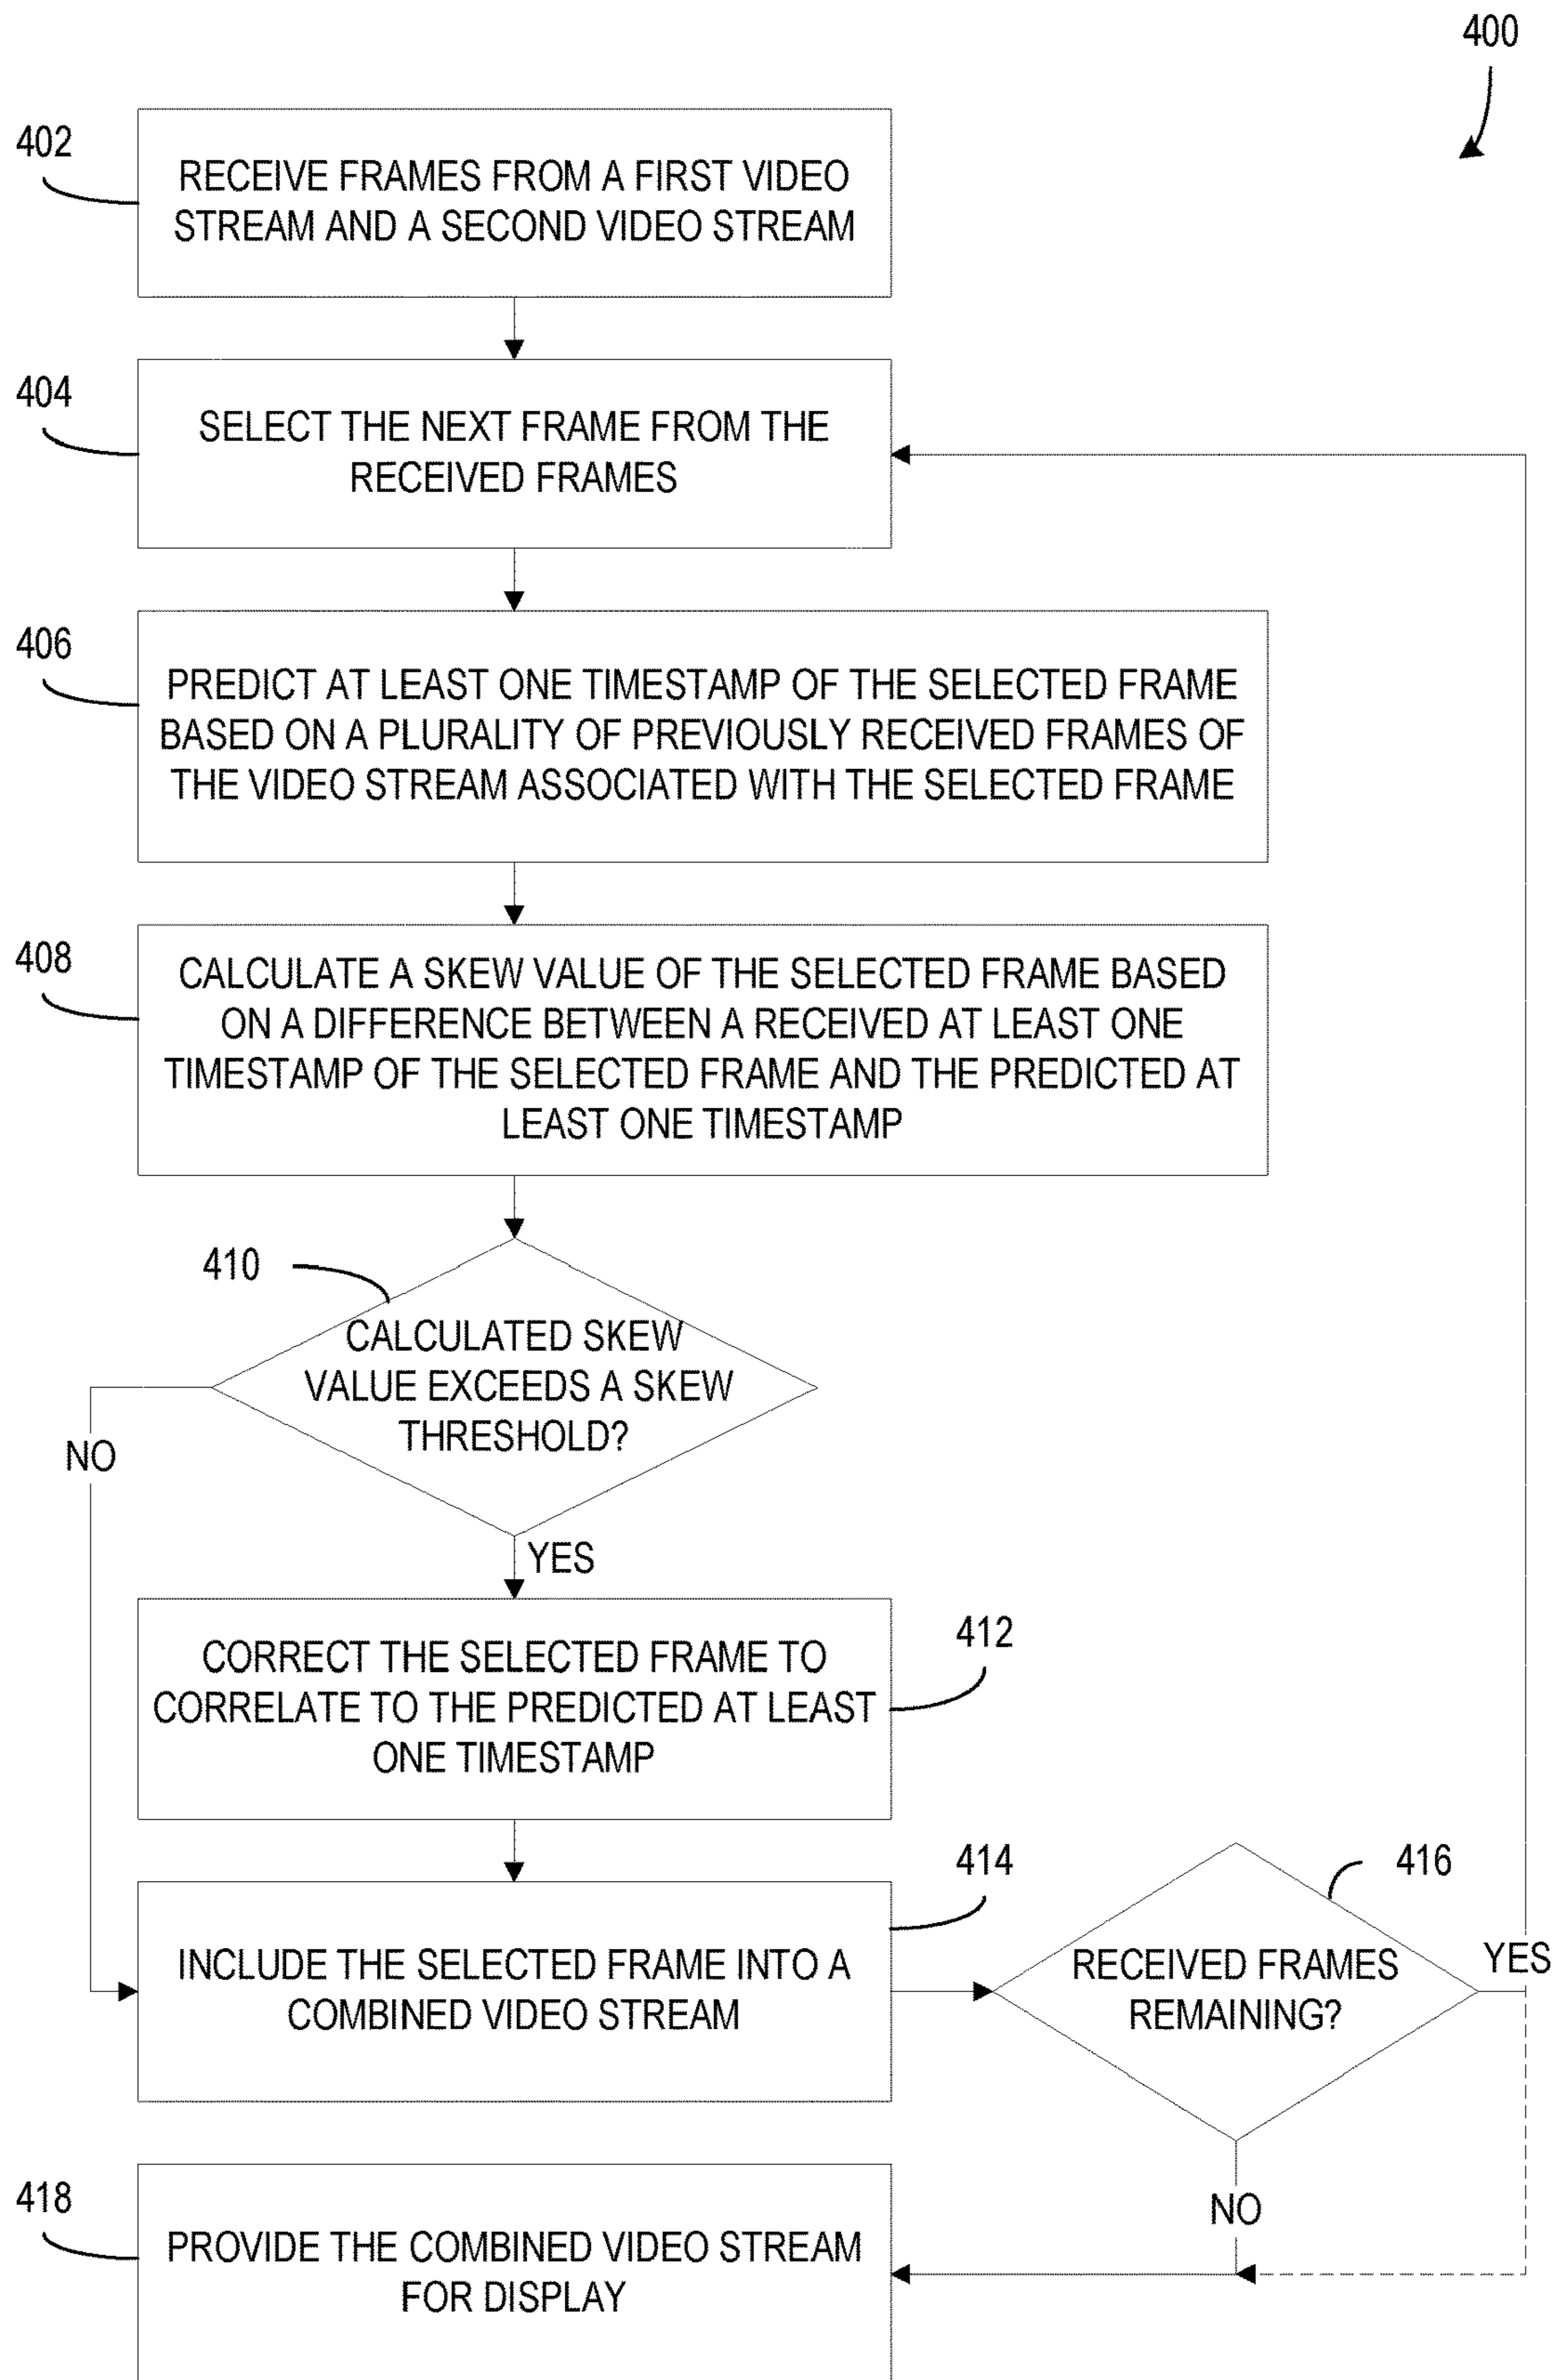 400
402
RECEIVE FRAMES FROM A FIRST VIDEO
STREAM AND A SECOND VIDEO STREAM
404
SELECT THE NEXT FRAME FROM THE
RECEIVED FRAMES
406
PREDICT AT LEAST ONE TIMESTAMP OF THE SELECTED FRAME
BASED ON A PLURALITY OF PREVIOUSLY RECEIVED FRAMES OF
THE VIDEO STREAM ASSOCIATED WITH THE SELECTED FRAME
408
CALCULATE A SKEW VALUE OF THE SELECTED FRAME BASED
ON A DIFFERENCE BETWEEN A RECEIVED AT LEAST ONE
TIMESTAMP OF THE SELECTED FRAME AND THE PREDICTED AT
LEAST ONE TIMESTAMP
410
CALCULATED SKEW
VALUE EXCEEDS A SKEW
THRESHOLD?
NO
YES
412
CORRECT THE SELECTED FRAME TO
CORRELATE TO THE PREDICTED AT LEAST
ONE TIMESTAMP
414
INCLUDE THE SELECTED FRAME INTO A
COMBINED VIDEO STREAM
416
RECEIVED FRAMES
REMAINING?
YES
NO
418
PROVIDE THE COMBINED VIDEO STREAM
FOR DISPLAY